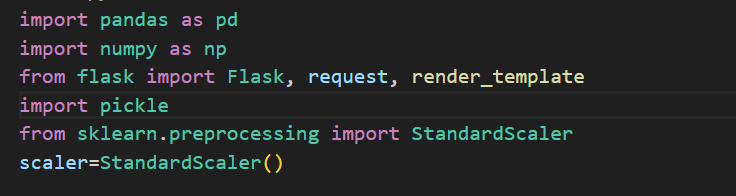 import pandas as pd
import numpy as np
from flask import Flask, request, render_template
import pickle
from sklearn.preprocessing import StandardScaler
scaler=StandardScaler()